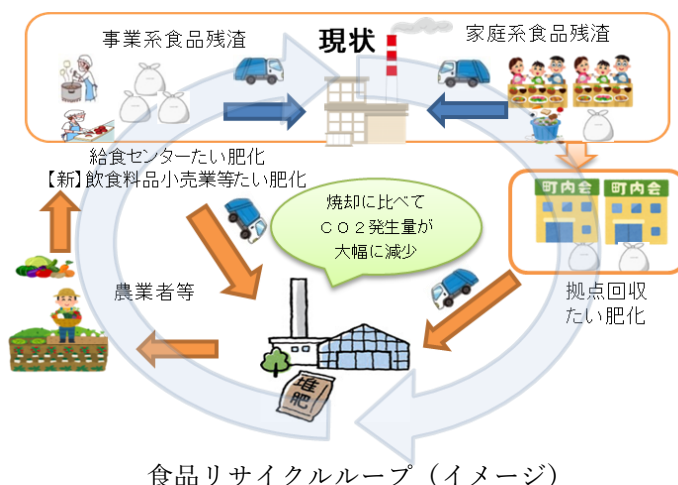 事業系食品残渣
現状
家庭系食品残渣
給食センターたい肥化
【新】飲食料品小売業等たい肥化
町内会
町内会
焼却に比べて
ＣＯ２発生量が
大幅に減少
拠点回収
たい肥化
農業者等
堆肥
食品リサイクルループ（イメージ）